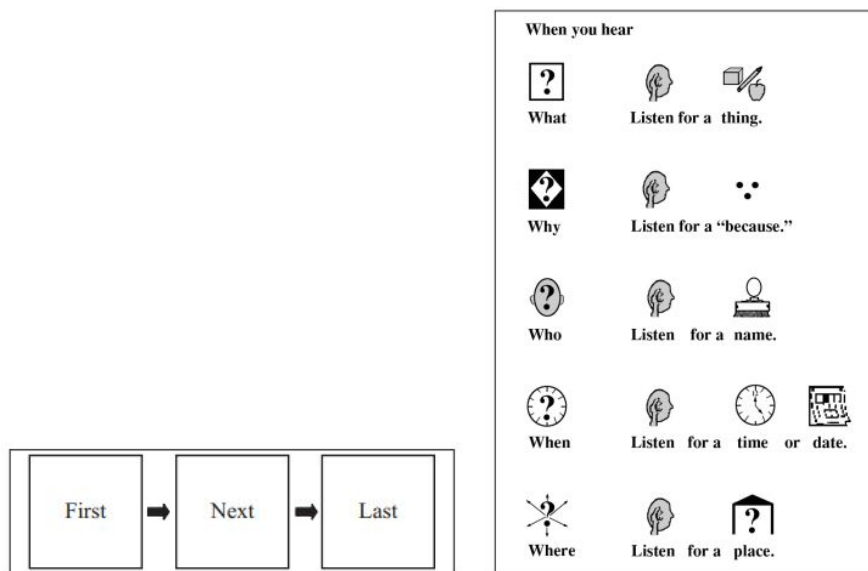 When you hear
What Listen for a thing.
Why Listen for a “because.”
Who Listen for a name.
When Listen for a time or date.
Where Listen for a place.
First Next Last